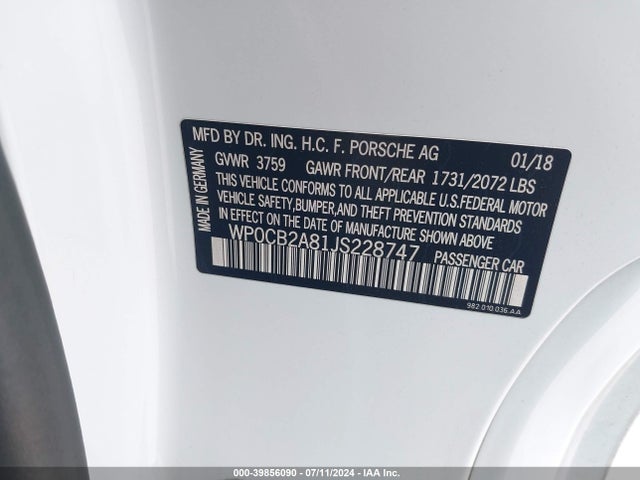 MFD BY DR. ING. H.C. F. PORSCHE AG 01/18
GVWR 3759 GAWR FRONT/REAR 1731/2072 LBS
THIS VEHICLE CONFORMS TO ALL APPLICABLE U.S.FEDERAL MOTOR
VEHICLE SAFETY,BUMPER,AND THEFT PREVENTION STANDARDS
IN EFFECT ON THE DATE OF MANUFACTURE SHOWN ABOVE
WP0CB2A81JS228747 PASSENGER CAR
MADE IN GERMANY
982.010.036.AA
000-39856090 - 07/11/2024 - IAA Inc.